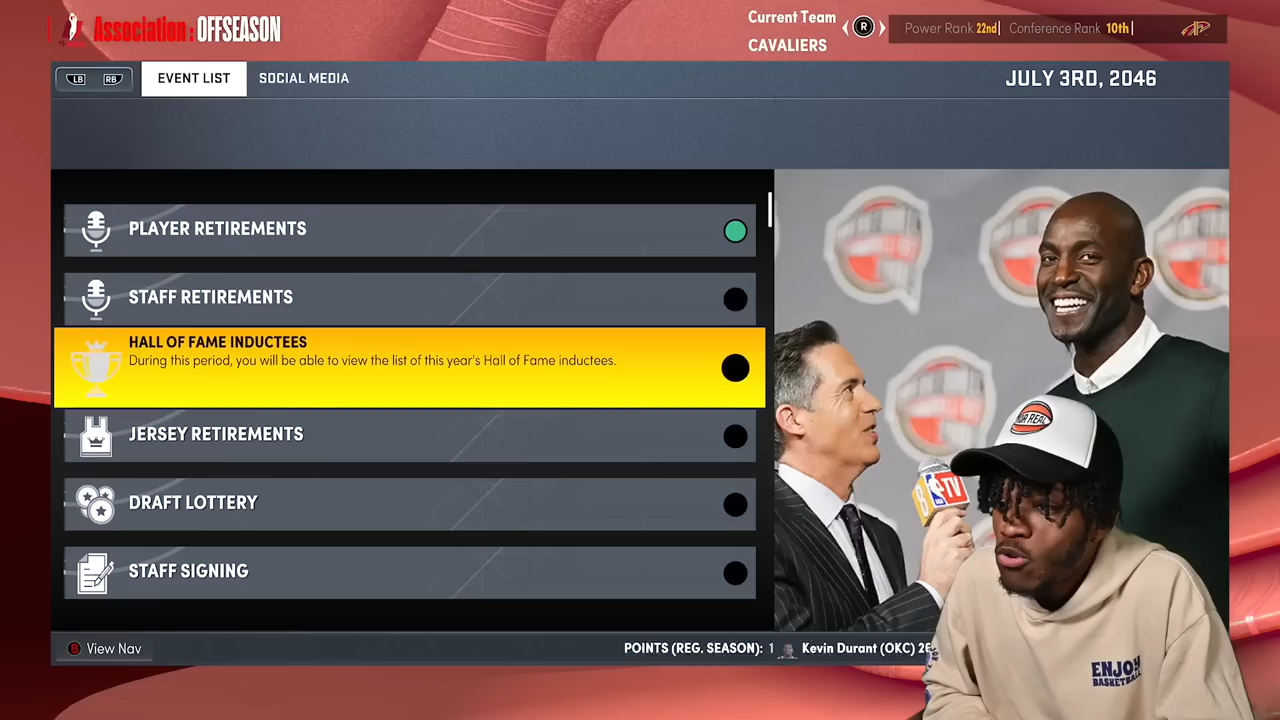 Association: OFFSEASON
Current Team
CAVALIERS
R
Power Rank 22nd| Conference Rank 10th|
LB RB EVENT LIST SOCIAL MEDIA
JULY 3RD, 2046
PLAYER RETIREMENTS
STAFF RETIREMENTS
HALL OF FAME INDUCTEES
During this period, you will be able to view the list of this year's Hall of Fame inductees.
JERSEY RETIREMENTS
DRAFT LOTTERY
STAFF SIGNING
TV
ENJOY
BASKETBALL
B View Nav
POINTS (REG. SEASON): 1 Kevin Durant (OKC)